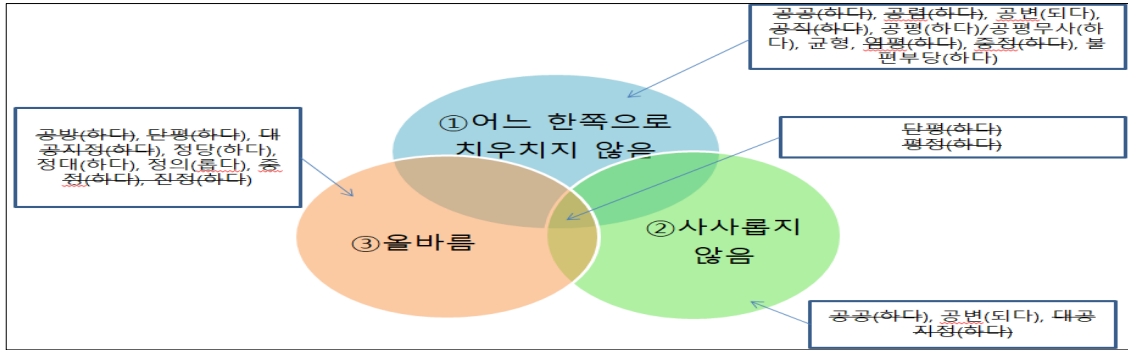 공공(하다), 공렴(하다), 공변(되다),
공직(하다), 공평(하다)/공평무사(하
다), 균형, 염평(하다), 중정(하다), 불
편부당(하다)
①어느 한쪽으로
치우치지 않음
공방(하다), 단평(하다), 대
공지정(하다), 정당(하다),
정대(하다), 정의(롭다), 중
정(하다), 진정(하다)
단평(하다)
평정(하다)
③올바름
②사사롭지
않음
공공(하다), 공변(되다), 대공
지정(하다)